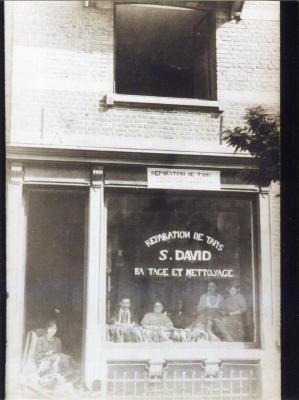 REPARATION DE TAPIS
REPARATION DE TAPIS
S. DAVID
BA TAGE ET NETTOYAGE